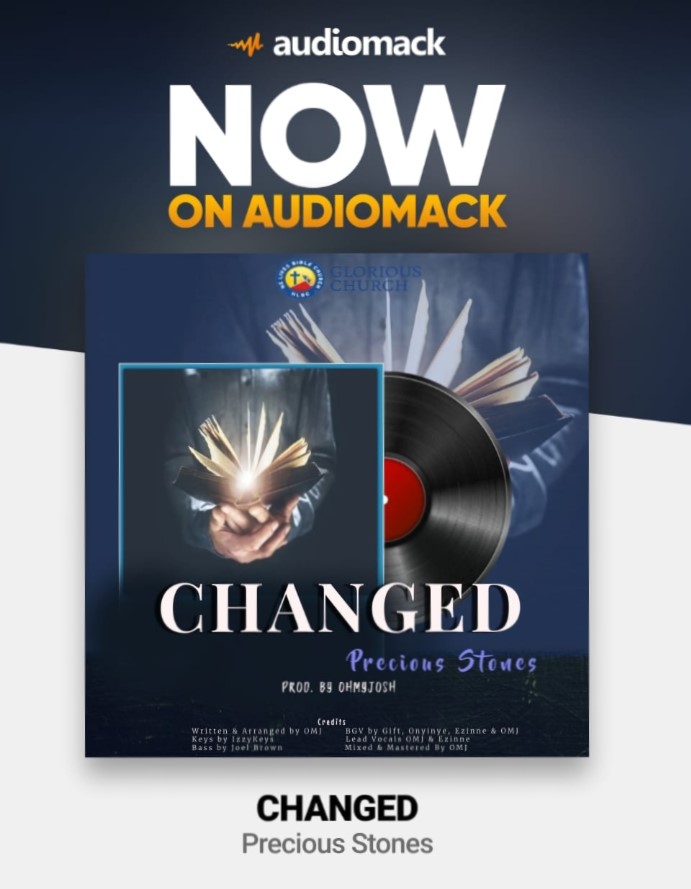 audiomack
NOW
ON AUDIOMACK
GLORIOUS
CHURCH
CHANGED
Precious Stones
PROD. BY OHMYJOSH
Credits
Written & Arranged by OMJ
Keys by IzzyKeys
Bass by Joel Brown
BGV by Gift, Onyinye, Ezinne & OMJ
Lead Vocals OMJ & Ezinne
Mixed & Mastered By OMJ
CHANGED
Precious Stones